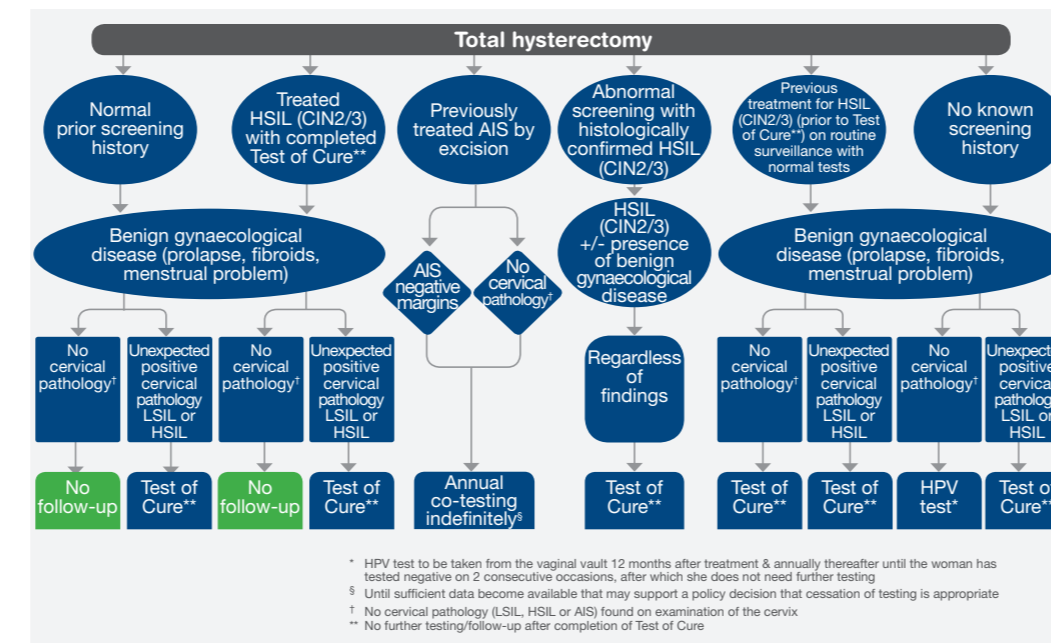 Total hysterectomy
Normal
prior screening
history
Treated
HSIL (CIN2/3)
with completed
Test of Cure**
Previously
treated AIS by
excision
Abnormal
screening with
histologically
confirmed HSIL
(CIN2/3)
Previous
treatment for HSIL
(CIN2/3) (prior to Test
of Cure**) on routine
surveillance with
normal tests
No known
screening
history
Benign gynaecological
disease (prolapse, fibroids,
menstrual problem)
AIS
negative
margins
No
cervical
pathology†
HSIL
(CIN2/3)
+/- presence
of benign
gynaecological
disease
Benign gynaecological
disease (prolapse, fibroids,
menstrual problem)
No
cervical
pathology†
Unexpected
positive
cervical
pathology
LSIL or
HSIL
No
cervical
pathology†
Unexpected
positive
cervical
pathology
LSIL or
HSIL
Regardless
of
findings
No
cervical
pathology†
Unexpected
positive
cervical
pathology
LSIL or
HSIL
No
cervical
pathology†
Unexpect
positive
cervica
patholog
LSIL or
HSIL
No
follow-up
Test of
Cure**
No
follow-up
Test of
Cure**
Annual
co-testing
indefinitely§
Test of
Cure**
Test of
Cure**
Test of
Cure**
HPV
test*
Test of
Cure**
* HPV test to be taken from the vaginal vault 12 months after treatment & annually thereafter until the woman has
tested negative on 2 consecutive occasions, after which she does not need further testing
§ Until sufficient data become available that may support a policy decision that cessation of testing is appropriate
† No cervical pathology (LSIL, HSIL or AIS) found on examination of the cervix
** No further testing/follow-up after completion of Test of Cure